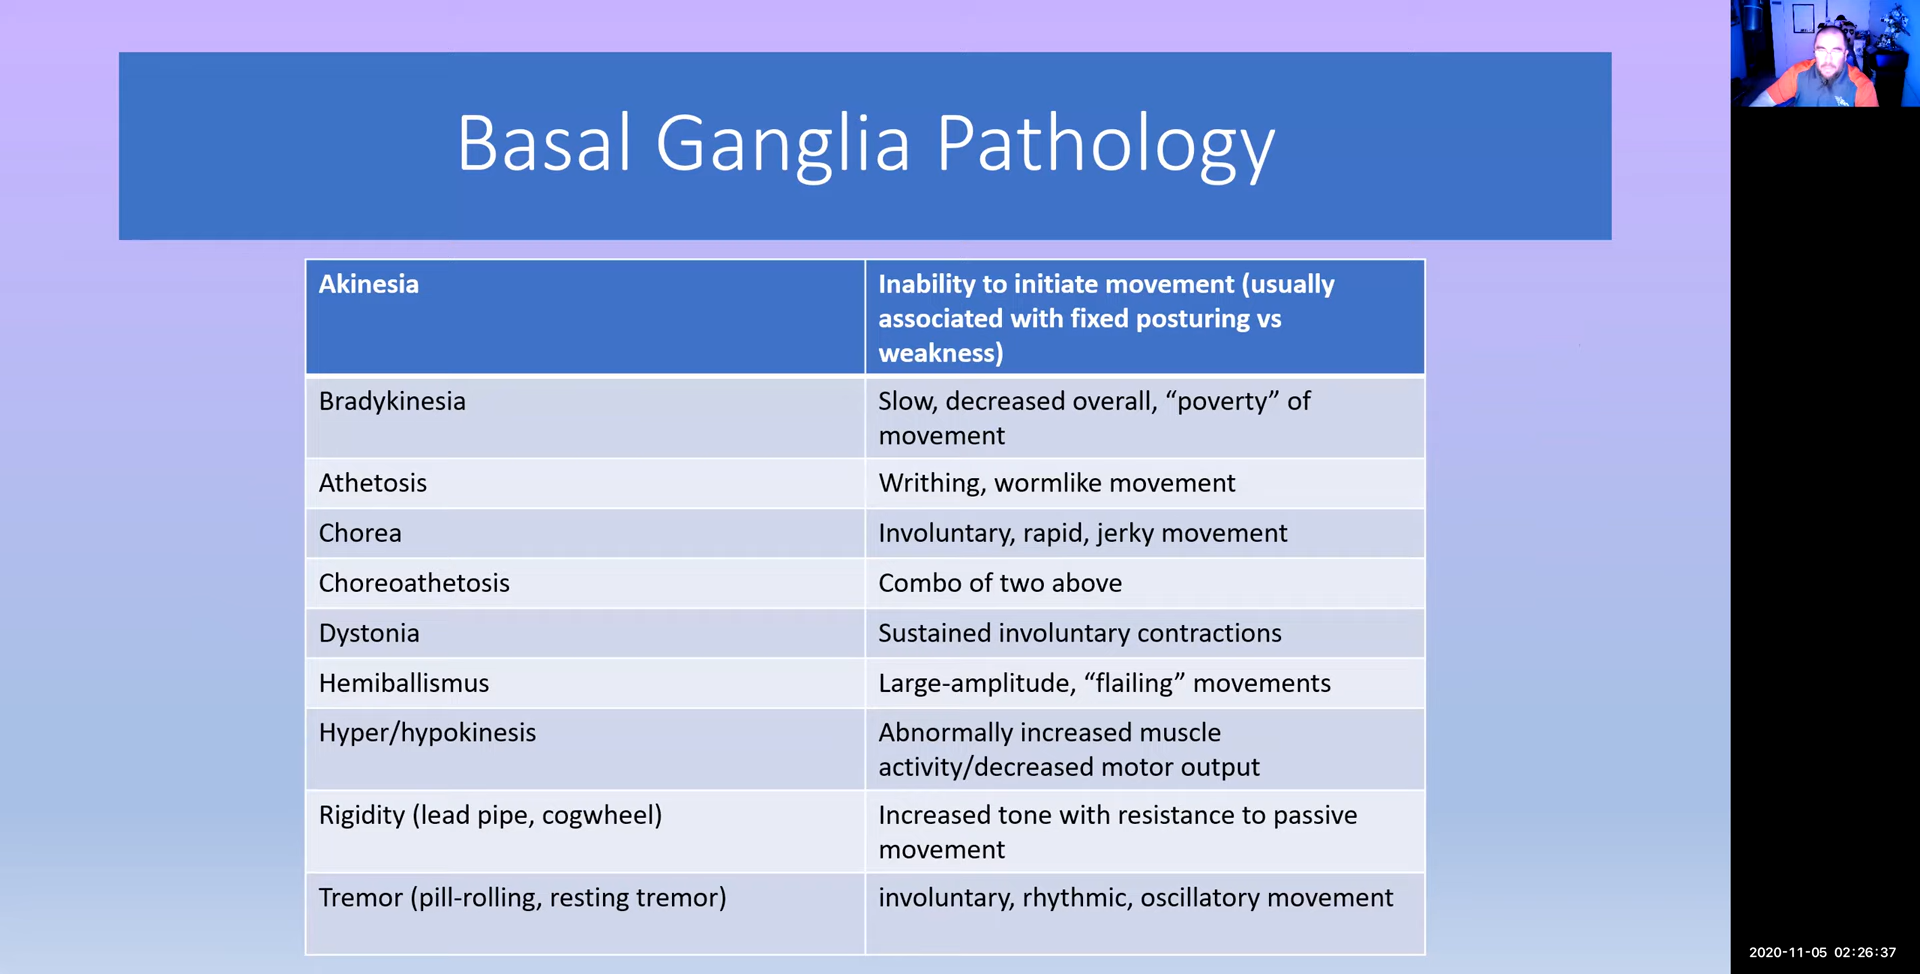 Basal Ganglia Pathology
Akinesia
Inability to initiate movement (usually
associated with fixed posturing vs
weakness)
Bradykinesia
Slow, decreased overall, “poverty” of
movement
Athetosis
Writhing, wormlike movement
Chorea
Involuntary, rapid, jerky movement
Choreoathetosis
Combo of two above
Dystonia
Sustained involuntary contractions
Hemiballismus
Large-amplitude, “flailing” movements
Hyper/hypokinesis
Abnormally increased muscle
activity/decreased motor output
Rigidity (lead pipe, cogwheel)
Increased tone with resistance to passive
movement
Tremor (pill-rolling, resting tremor)
involuntary, rhythmic, oscillatory movement
2020-11-05 02:26:37